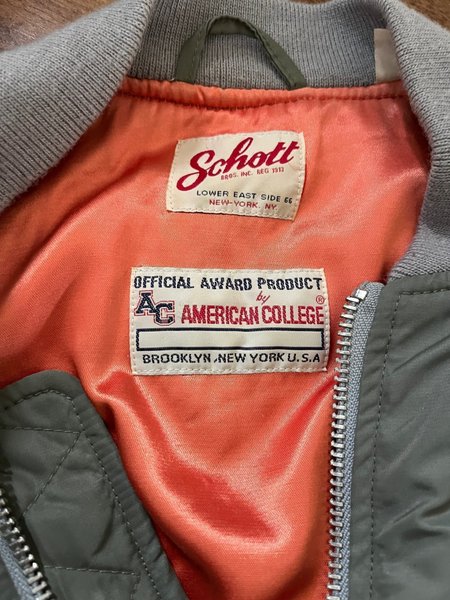 Schott
BROS. INC. REG 1913
LOWER EAST SIDE 66
NEW-YORK. NY.
OFFICIAL AWARD PRODUCT
AC by
AMERICAN COLLEGE ®
BROOKLYN .NEW YORK U.S.A